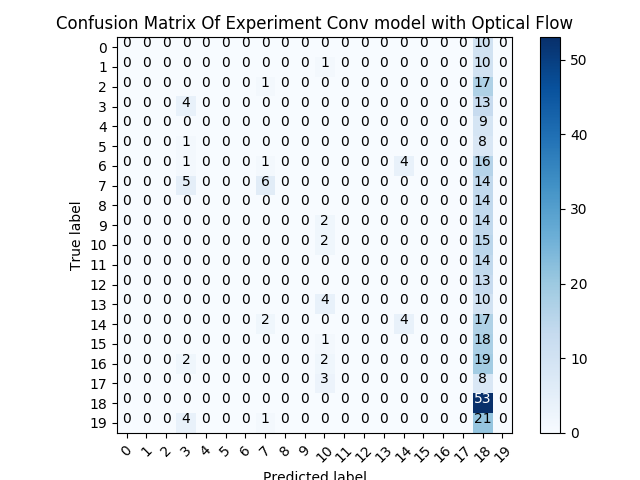 Confusion Matrix Of Experiment Conv model with Optical Flow
0 0 0 0 0 0 0 0 0 0 0 0 0 0 0 0 0 0 0 10 0
1 0 0 0 0 0 0 0 0 0 0 1 0 0 0 0 0 0 0 10 0
2 0 0 0 0 0 0 0 1 0 0 0 0 0 0 0 0 0 0 17 0
3 0 0 0 4 0 0 0 0 0 0 0 0 0 0 0 0 0 0 13 0
4 0 0 0 0 0 0 0 0 0 0 0 0 0 0 0 0 0 0 9 0
5 0 0 0 1 0 0 0 0 0 0 0 0 0 0 0 0 0 0 8 0
6 0 0 0 1 0 0 0 1 0 0 0 0 0 0 4 0 0 0 16 0
7 0 0 0 5 0 0 0 6 0 0 0 0 0 0 0 0 0 0 14 0
8 0 0 0 0 0 0 0 0 0 0 0 0 0 0 0 0 0 0 14 0
9 0 0 0 0 0 0 0 0 0 0 2 0 0 0 0 0 0 0 14 0
10 0 0 0 0 0 0 0 0 0 0 2 0 0 0 0 0 0 0 15 0
11 0 0 0 0 0 0 0 0 0 0 0 0 0 0 0 0 0 0 14 0
12 0 0 0 0 0 0 0 0 0 0 0 0 0 0 0 0 0 0 13 0
13 0 0 0 0 0 0 0 0 0 0 4 0 0 0 0 0 0 0 10 0
14 0 0 0 0 0 0 0 2 0 0 0 0 0 0 4 0 0 0 17 0
15 0 0 0 0 0 0 0 0 0 0 1 0 0 0 0 0 0 0 18 0
16 0 0 0 2 0 0 0 0 0 0 2 0 0 0 0 0 0 0 19 0
17 0 0 0 0 0 0 0 0 0 0 3 0 0 0 0 0 0 0 8 0
18 0 0 0 0 0 0 0 0 0 0 0 0 0 0 0 0 0 0 53 0
19 0 0 0 4 0 0 0 1 0 0 0 0 0 0 0 0 0 0 21 0
0 1 2 3 4 5 6 7 8 9 10 11 12 13 14 15 16 17 18 19
True label
Predicted label
50
40
30
20
10
0